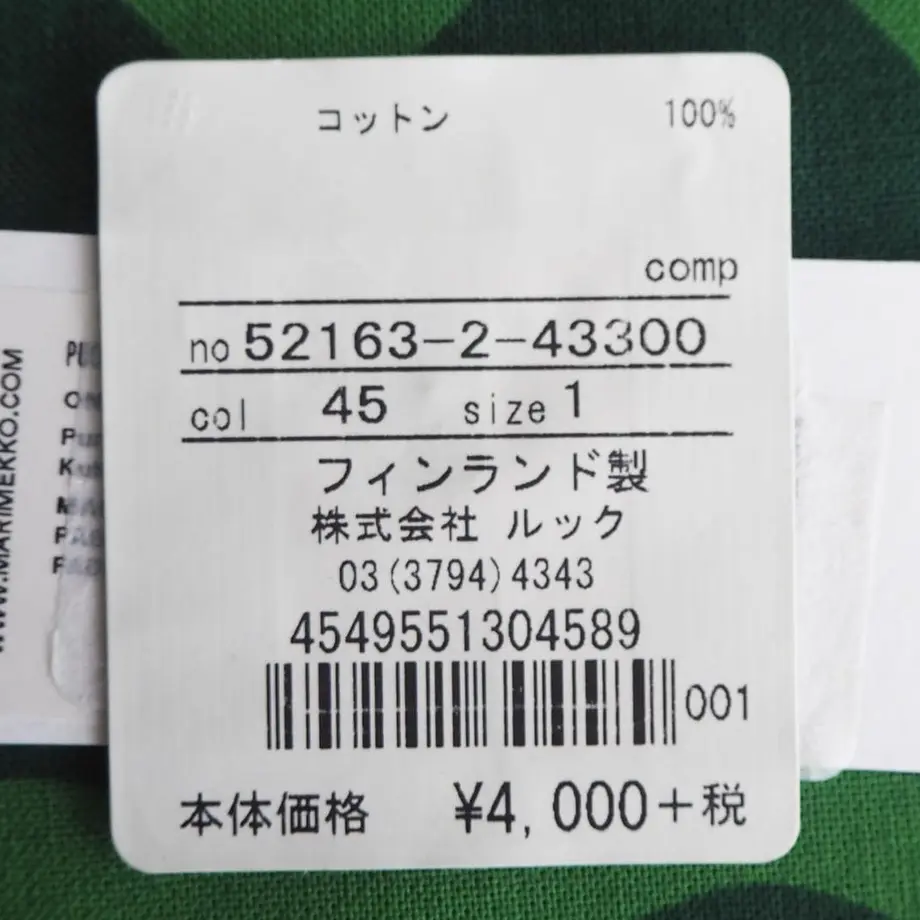 コットン 100%
comp
no 52163-2-43300
col 45 size 1
フィンランド製
株式会社 ルック
03(3794)4343
4549551304589
001
本体価格 ¥4,000+税
WWW.MARIMEKKO.COM